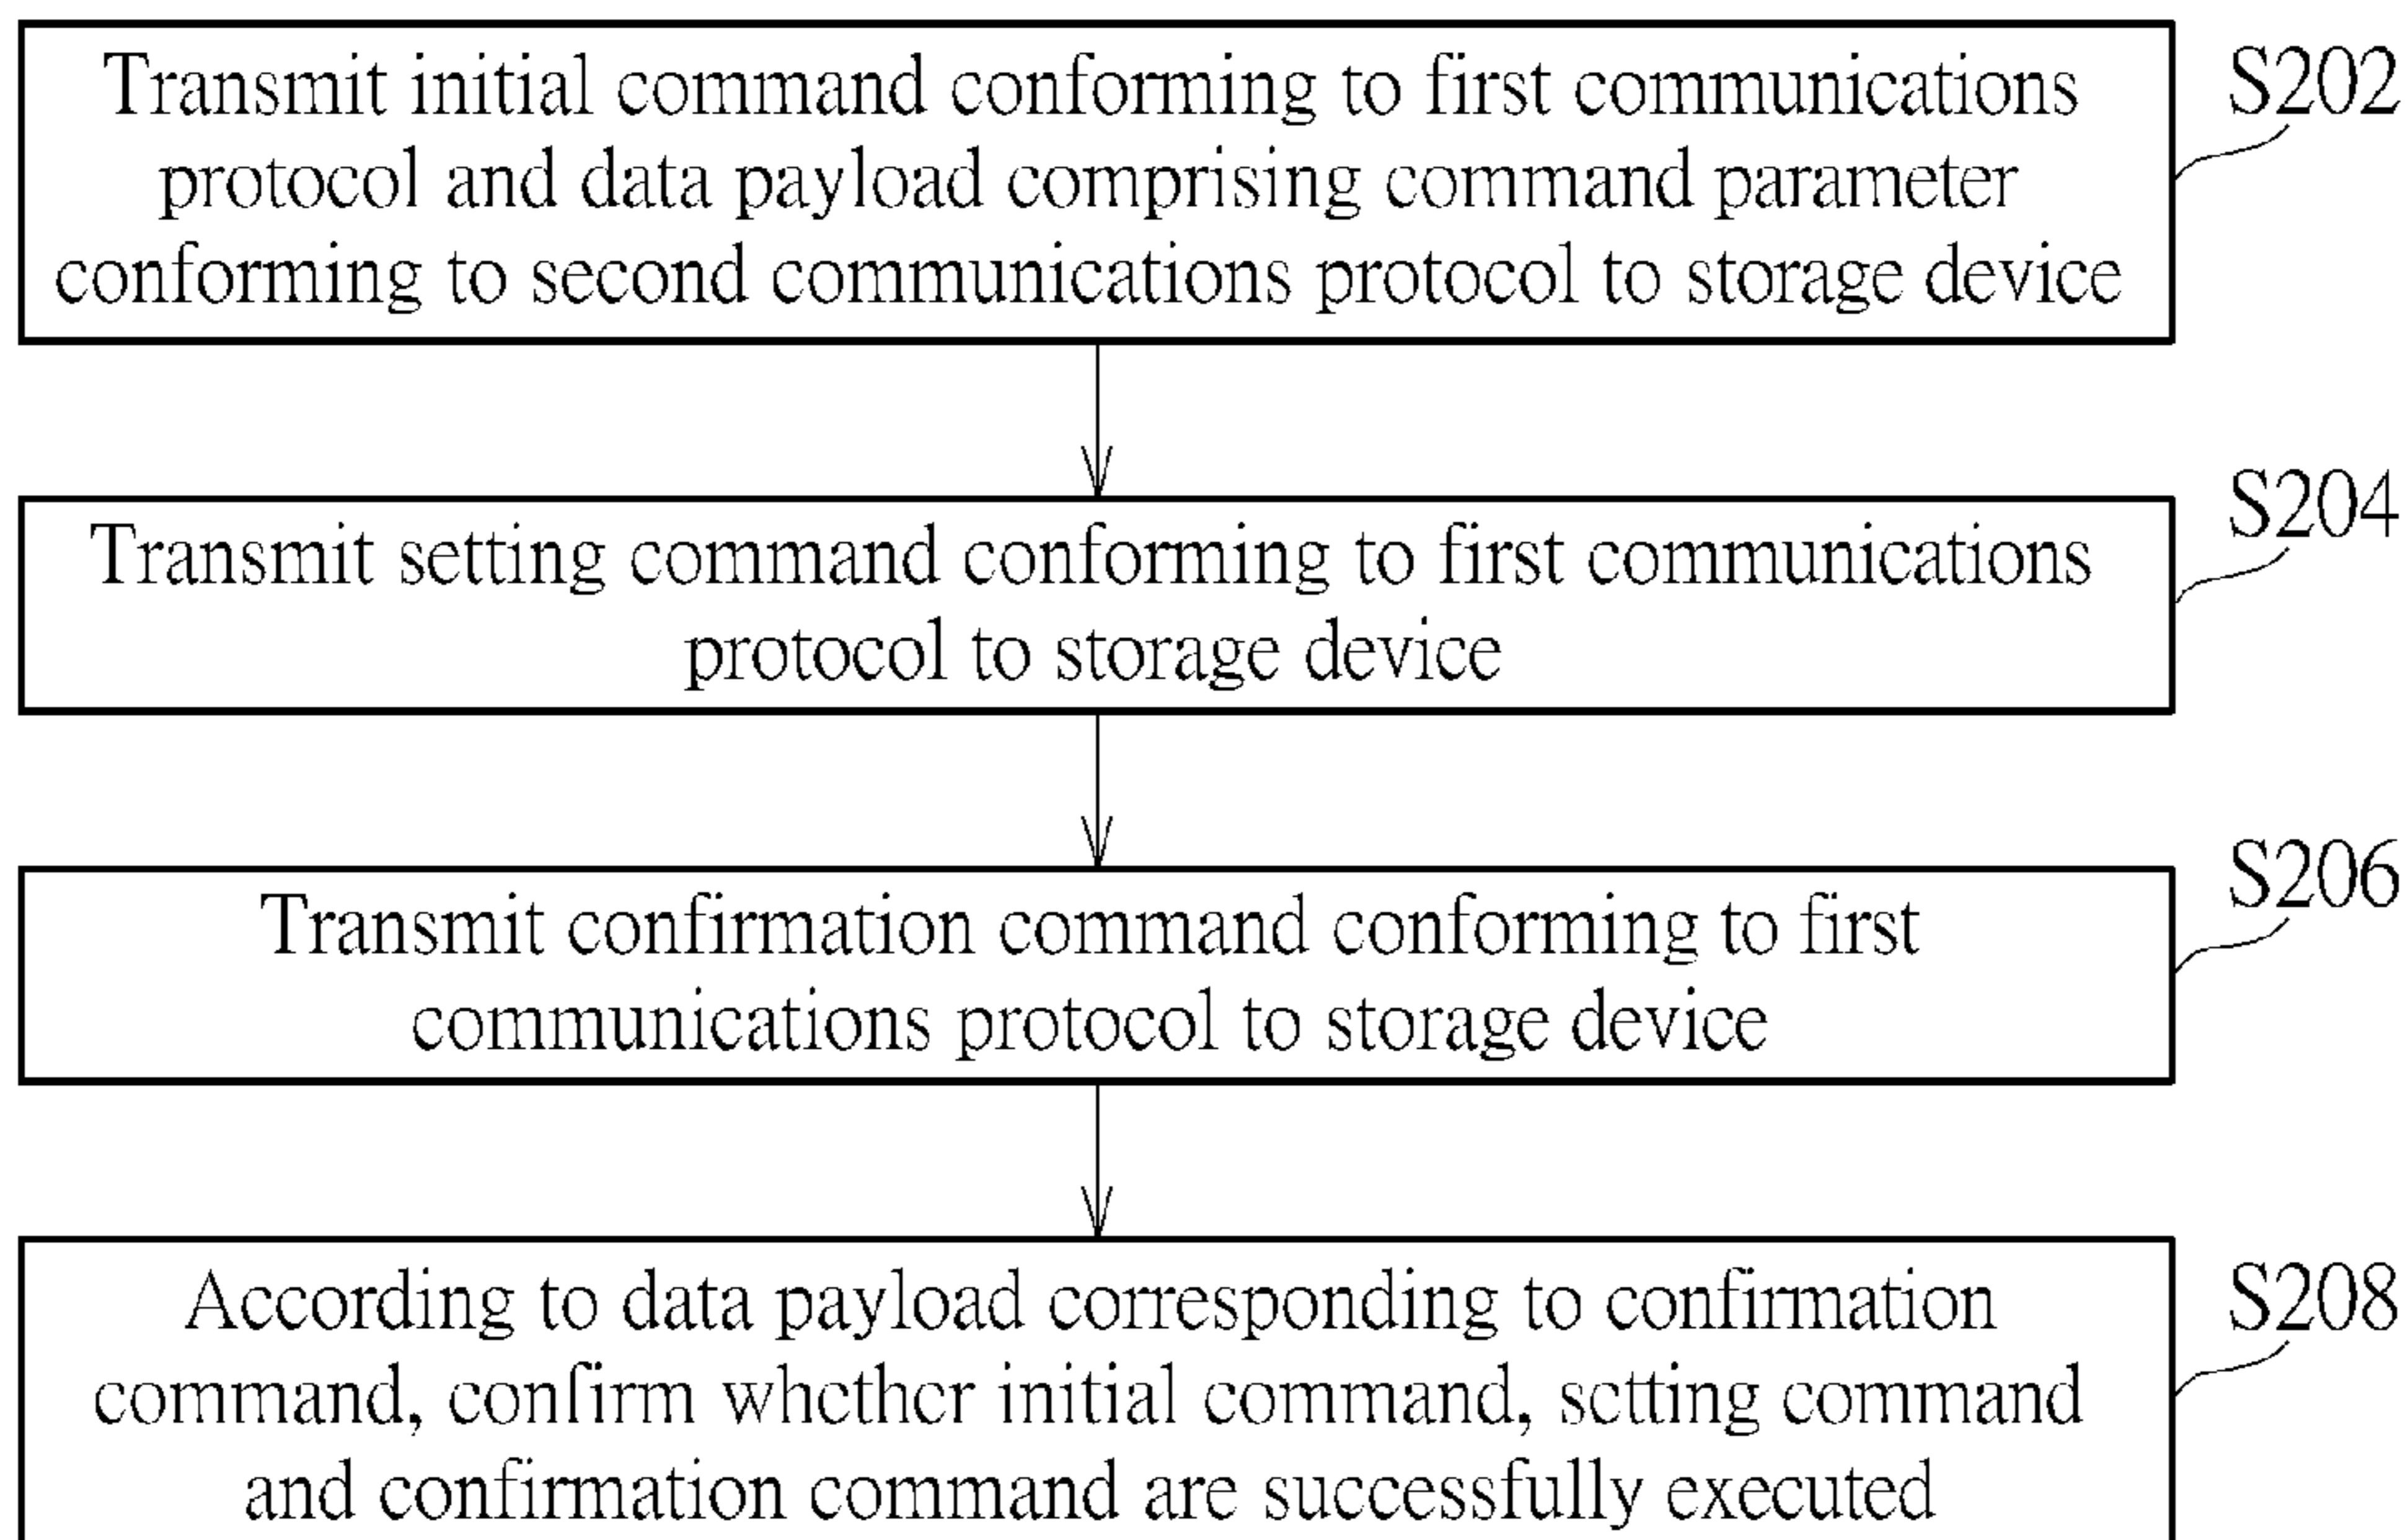 Transmit initial command conforming to first communications
protocol and data payload comprising command parameter
conforming to second communications protocol to storage device
S202
Transmit setting command conforming to first communications
protocol to storage device
S204
Transmit confirmation command conforming to first
communications protocol to storage device
S206
According to data payload corresponding to confirmation
command, confirm whether initial command, setting command
and confirmation command are successfully executed
S208